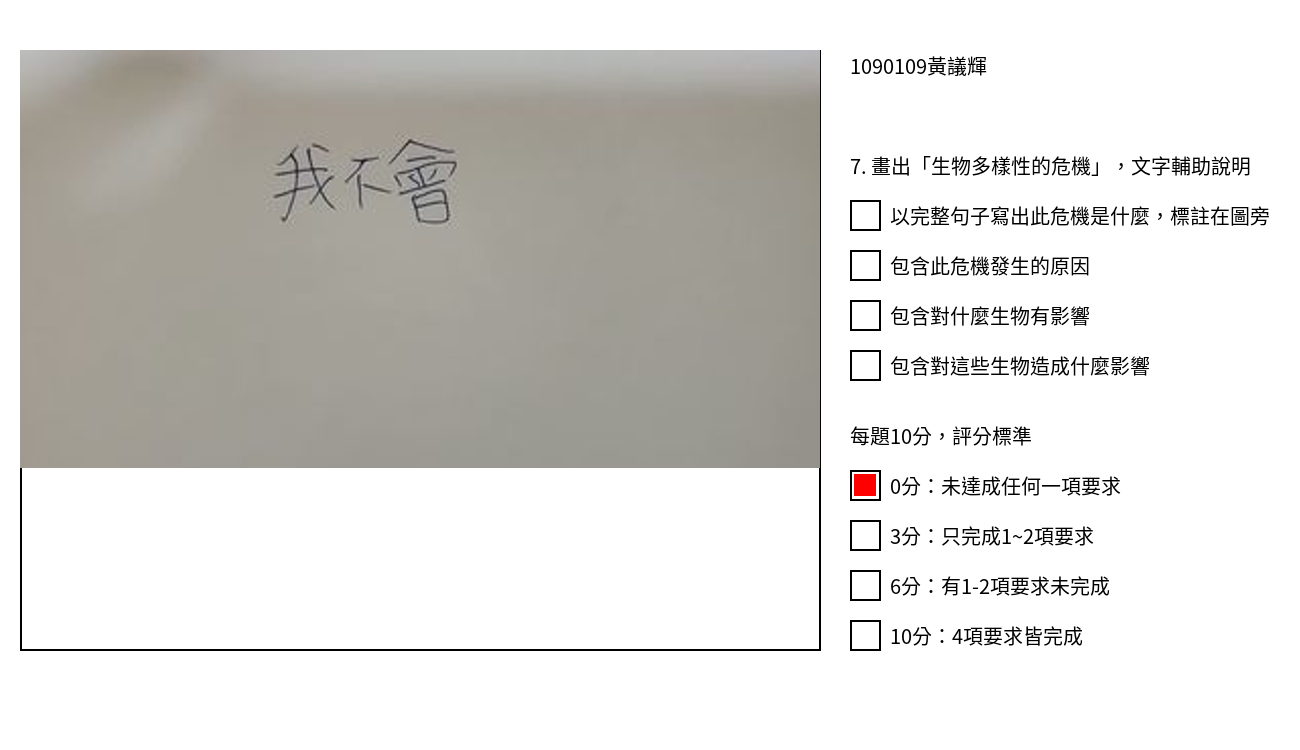 我不會
1090109黃議輝
7. 畫出「生物多樣性的危機」，文字輔助說明
以完整句子寫出此危機是什麼，標註在圖旁
包含此危機發生的原因
包含對什麼生物有影響
包含對這些生物造成什麼影響
每題10分，評分標準
0分：未達成任何一項要求
3分：只完成1~2項要求
6分：有1-2項要求未完成
10分：4項要求皆完成